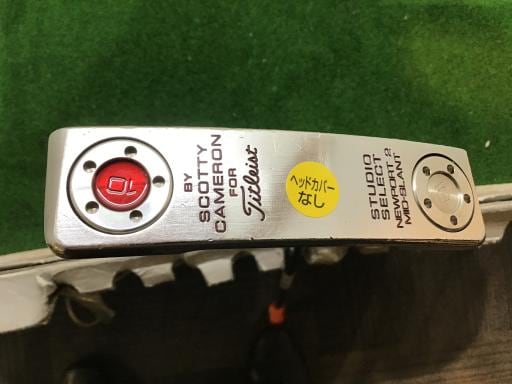 BY
SCOTTY
CAMERON
FOR
Titleist
ヘッドカバー
なし
STUDIO
SELECT
NEWPORT 2
MID-SLANT